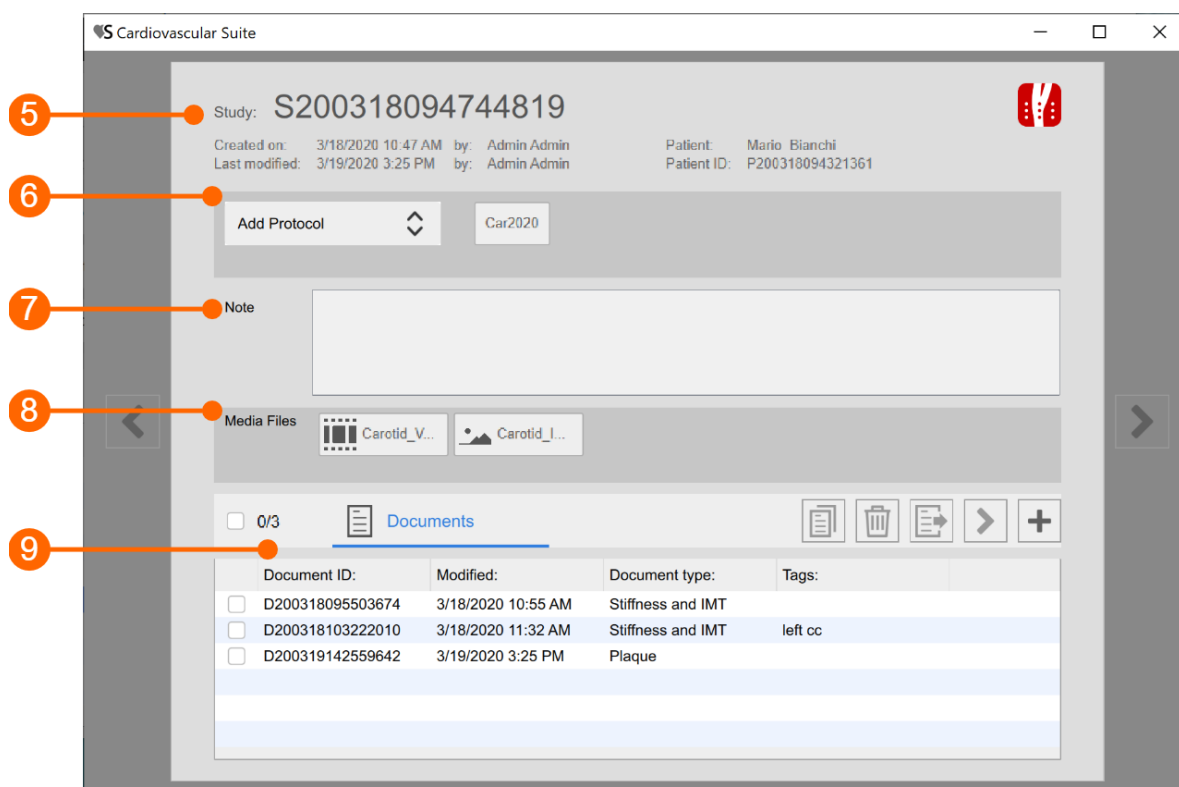 S Cardiovascular Suite
5
Study: S200318094744819
Created on: 3/18/2020 10:47 AM by: Admin Admin Patient: Mario Bianchi
Last modified: 3/19/2020 3:25 PM by: Admin Admin Patient ID: P200318094321361
6
Add Protocol Car2020
7
Note
8
Media Files Carotid_V... Carotid_I...
0/3 Documents
9
Document ID: Modified: Document type: Tags:
D200318095503674 3/18/2020 10:55 AM Stiffness and IMT
D200318103222010 3/18/2020 11:32 AM Stiffness and IMT left cc
D200319142559642 3/19/2020 3:25 PM Plaque